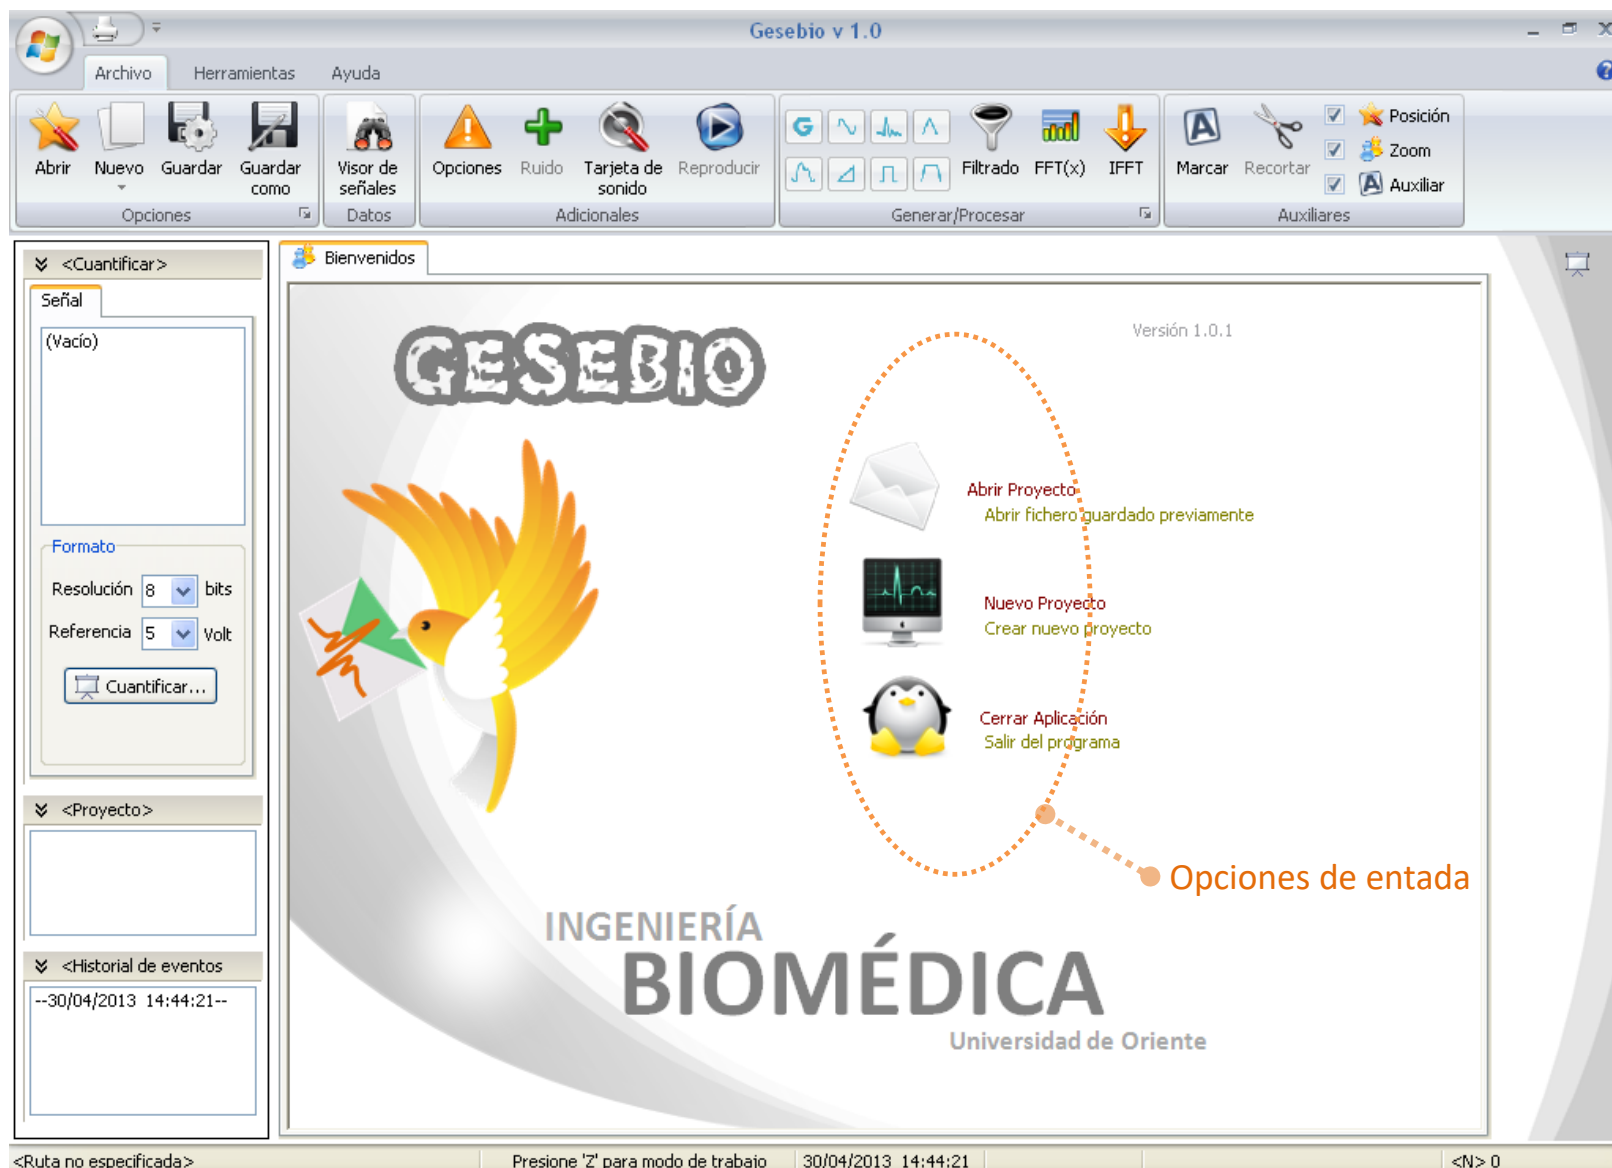 Gesebio v 1.0
Archivo Herramientas Ayuda
Abrir Nuevo Guardar Guardar como
Visor de señales
Opciones Ruido Tarjeta de sonido Reproducir
G
Filtrado FFT(x) IFFT
Marcar Recortar
Posición
Zoom
Auxiliar
Opciones Datos Adicionales Generar/Procesar Auxiliares
<Cuantificar>
Señal
(Vacío)
Formato
Resolución 8 bits
Referencia 5 Volt
Cuantificar...
<Proyecto>
<Historial de eventos
--30/04/2013 14:44:21--
Bienvenidos
GESEBIO
Versión 1.0.1
Abrir Proyecto
Abrir fichero guardado previamente
Nuevo Proyecto
Crear nuevo proyecto
Cerrar Aplicación
Salir del programa
Opciones de entada
INGENIERÍA
BIOMÉDICA
Universidad de Oriente
<Ruta no especificada> Presione 'Z' para modo de trabajo 30/04/2013 14:44:21 <N> 0